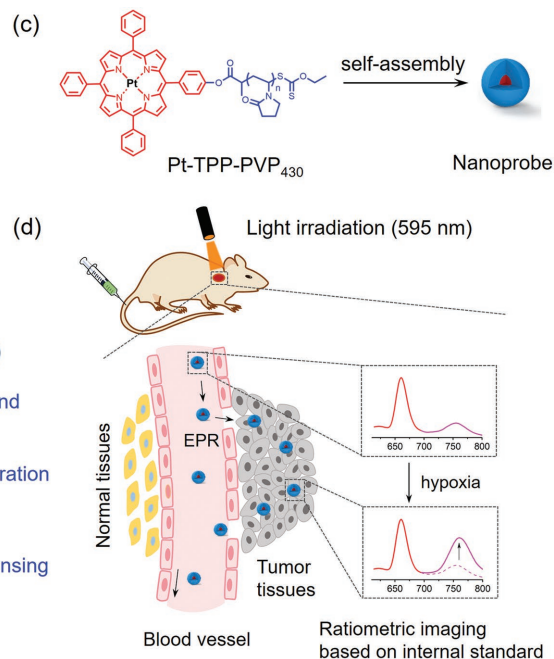 (c)
N
N
N
N
Pt
O
O
S
O
S
n
N
O
self-assembly
Pt-TPP-PVP430
Nanoprobe
(d)
Light irradiation (595 nm)
nd
ration
nsing
Normal tissues
EPR
Tumor
tissues
Blood vessel
650 700 750 800
hypoxia
650 700 750 800
Ratiometric imaging
based on internal standard